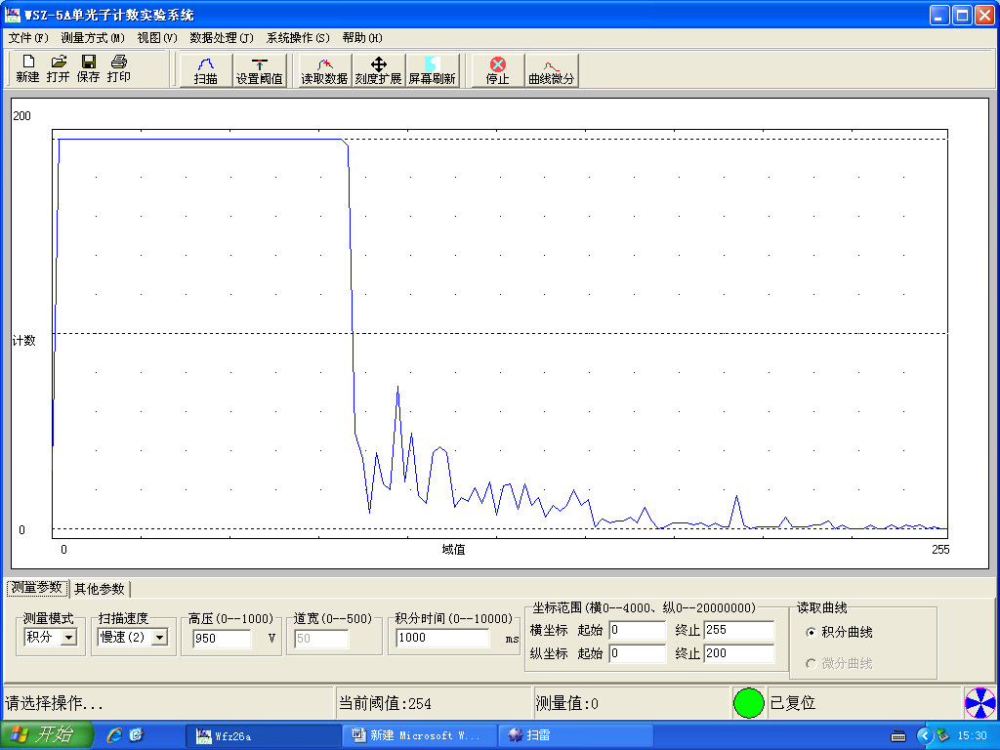 WSZ-5A单光子计数实验系统
文件(F) 测量方式(M) 视图(V) 数据处理(J) 系统操作(S) 帮助(H)
新建 打开 保存 打印 扫描 设置阈值 读取数据 刻度扩展 屏幕刷新 停止 曲线微分
200
计数
0
0 域值 255
测量参数 其他参数
测量模式 扫描速度 高压(0--1000) 道宽(0--500) 积分时间(0--10000) 坐标范围(横0--4000、纵0--20000000) 读取曲线
积分 慢速(2) 950 V 50 1000 ms 横坐标 起始 0 终止 255 积分曲线
纵坐标 起始 0 终止 200 微分曲线
请选择操作... 当前阈值:254 测量值:0 已复位
开始 Wfz26a 新建 Microsoft W... 扫雷 15:30